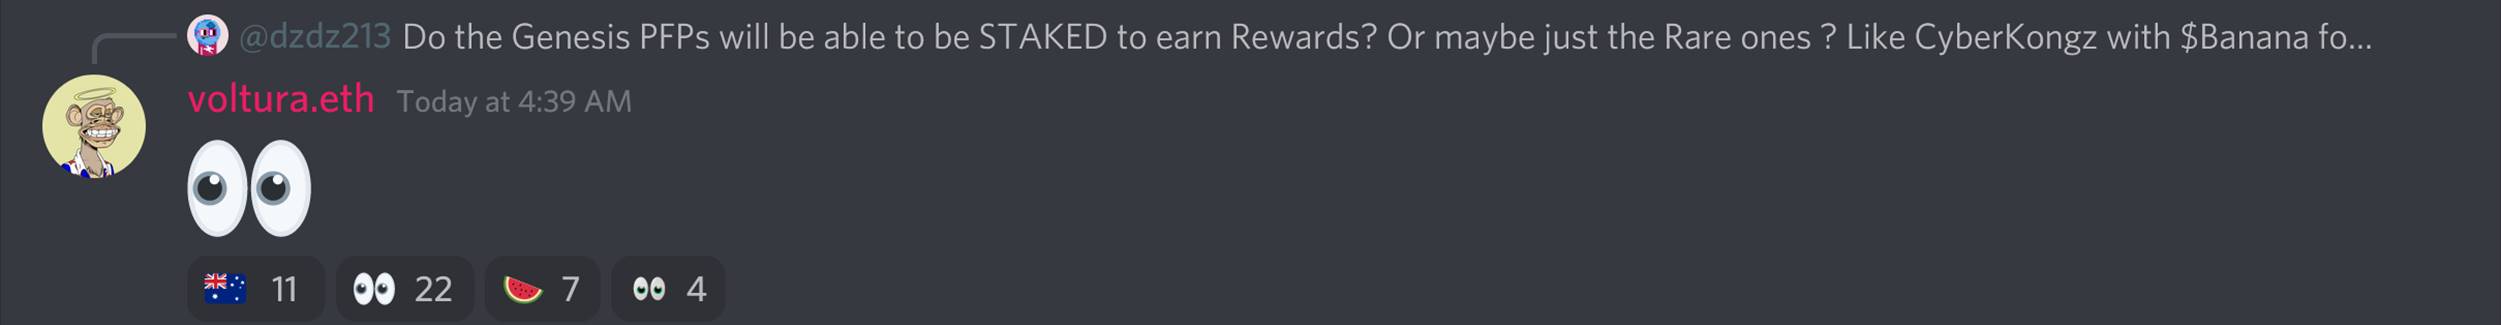 @dzdz213 Do the Genesis PFPs will be able to be STAKED to earn Rewards? Or maybe just the Rare ones ? Like CyberKongz with $Banana fo...
voltura.eth Today at 4:39 AM
11 22 7 4